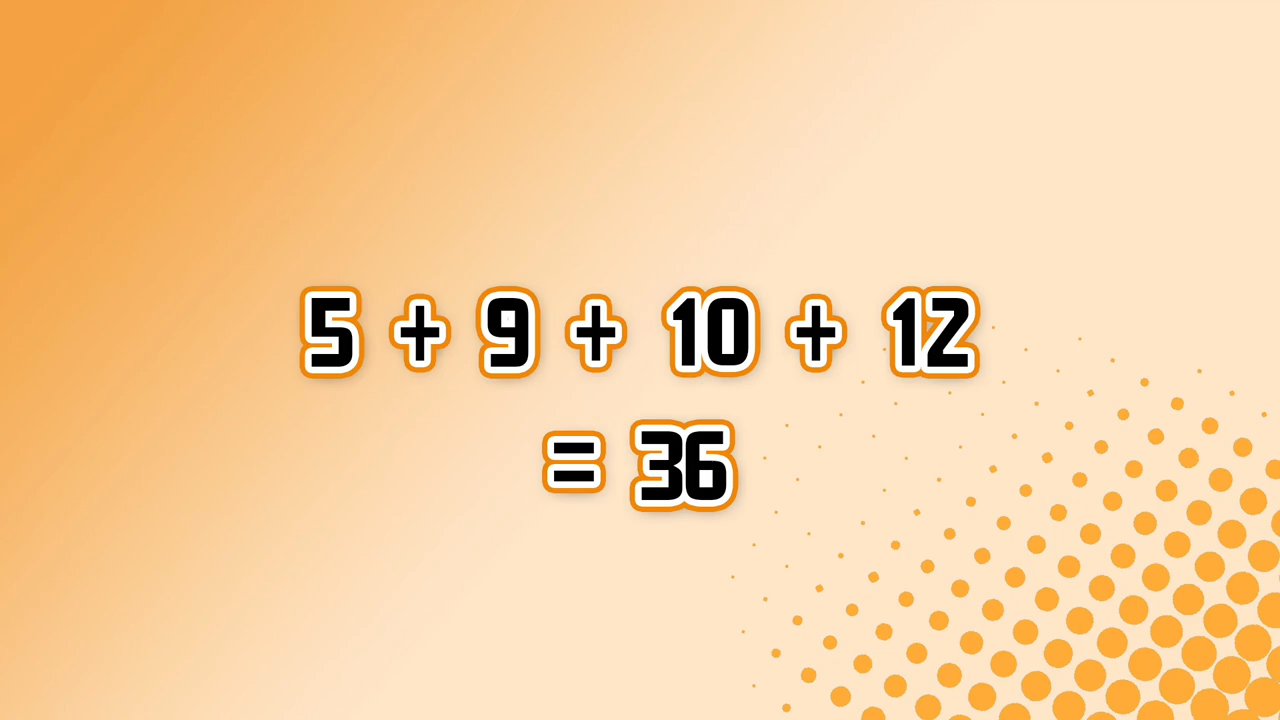 5 + 9 + 10 + 12
= 36